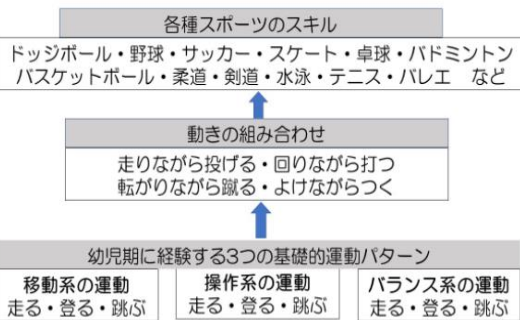 各種スポーツのスキル
ドッジボール・野球・サッカー・スケート・卓球・バドミントン
バスケットボール・柔道・剣道・水泳・テニス・バレエ　など
動きの組み合わせ
走りながら投げる・回りながら打つ
転がりながら蹴る・よけながらつく
幼児期に経験する3つの基礎的運動パターン
移動系の運動
走る・登る・跳ぶ
操作系の運動
走る・登る・跳ぶ
バランス系の運動
走る・登る・跳ぶ